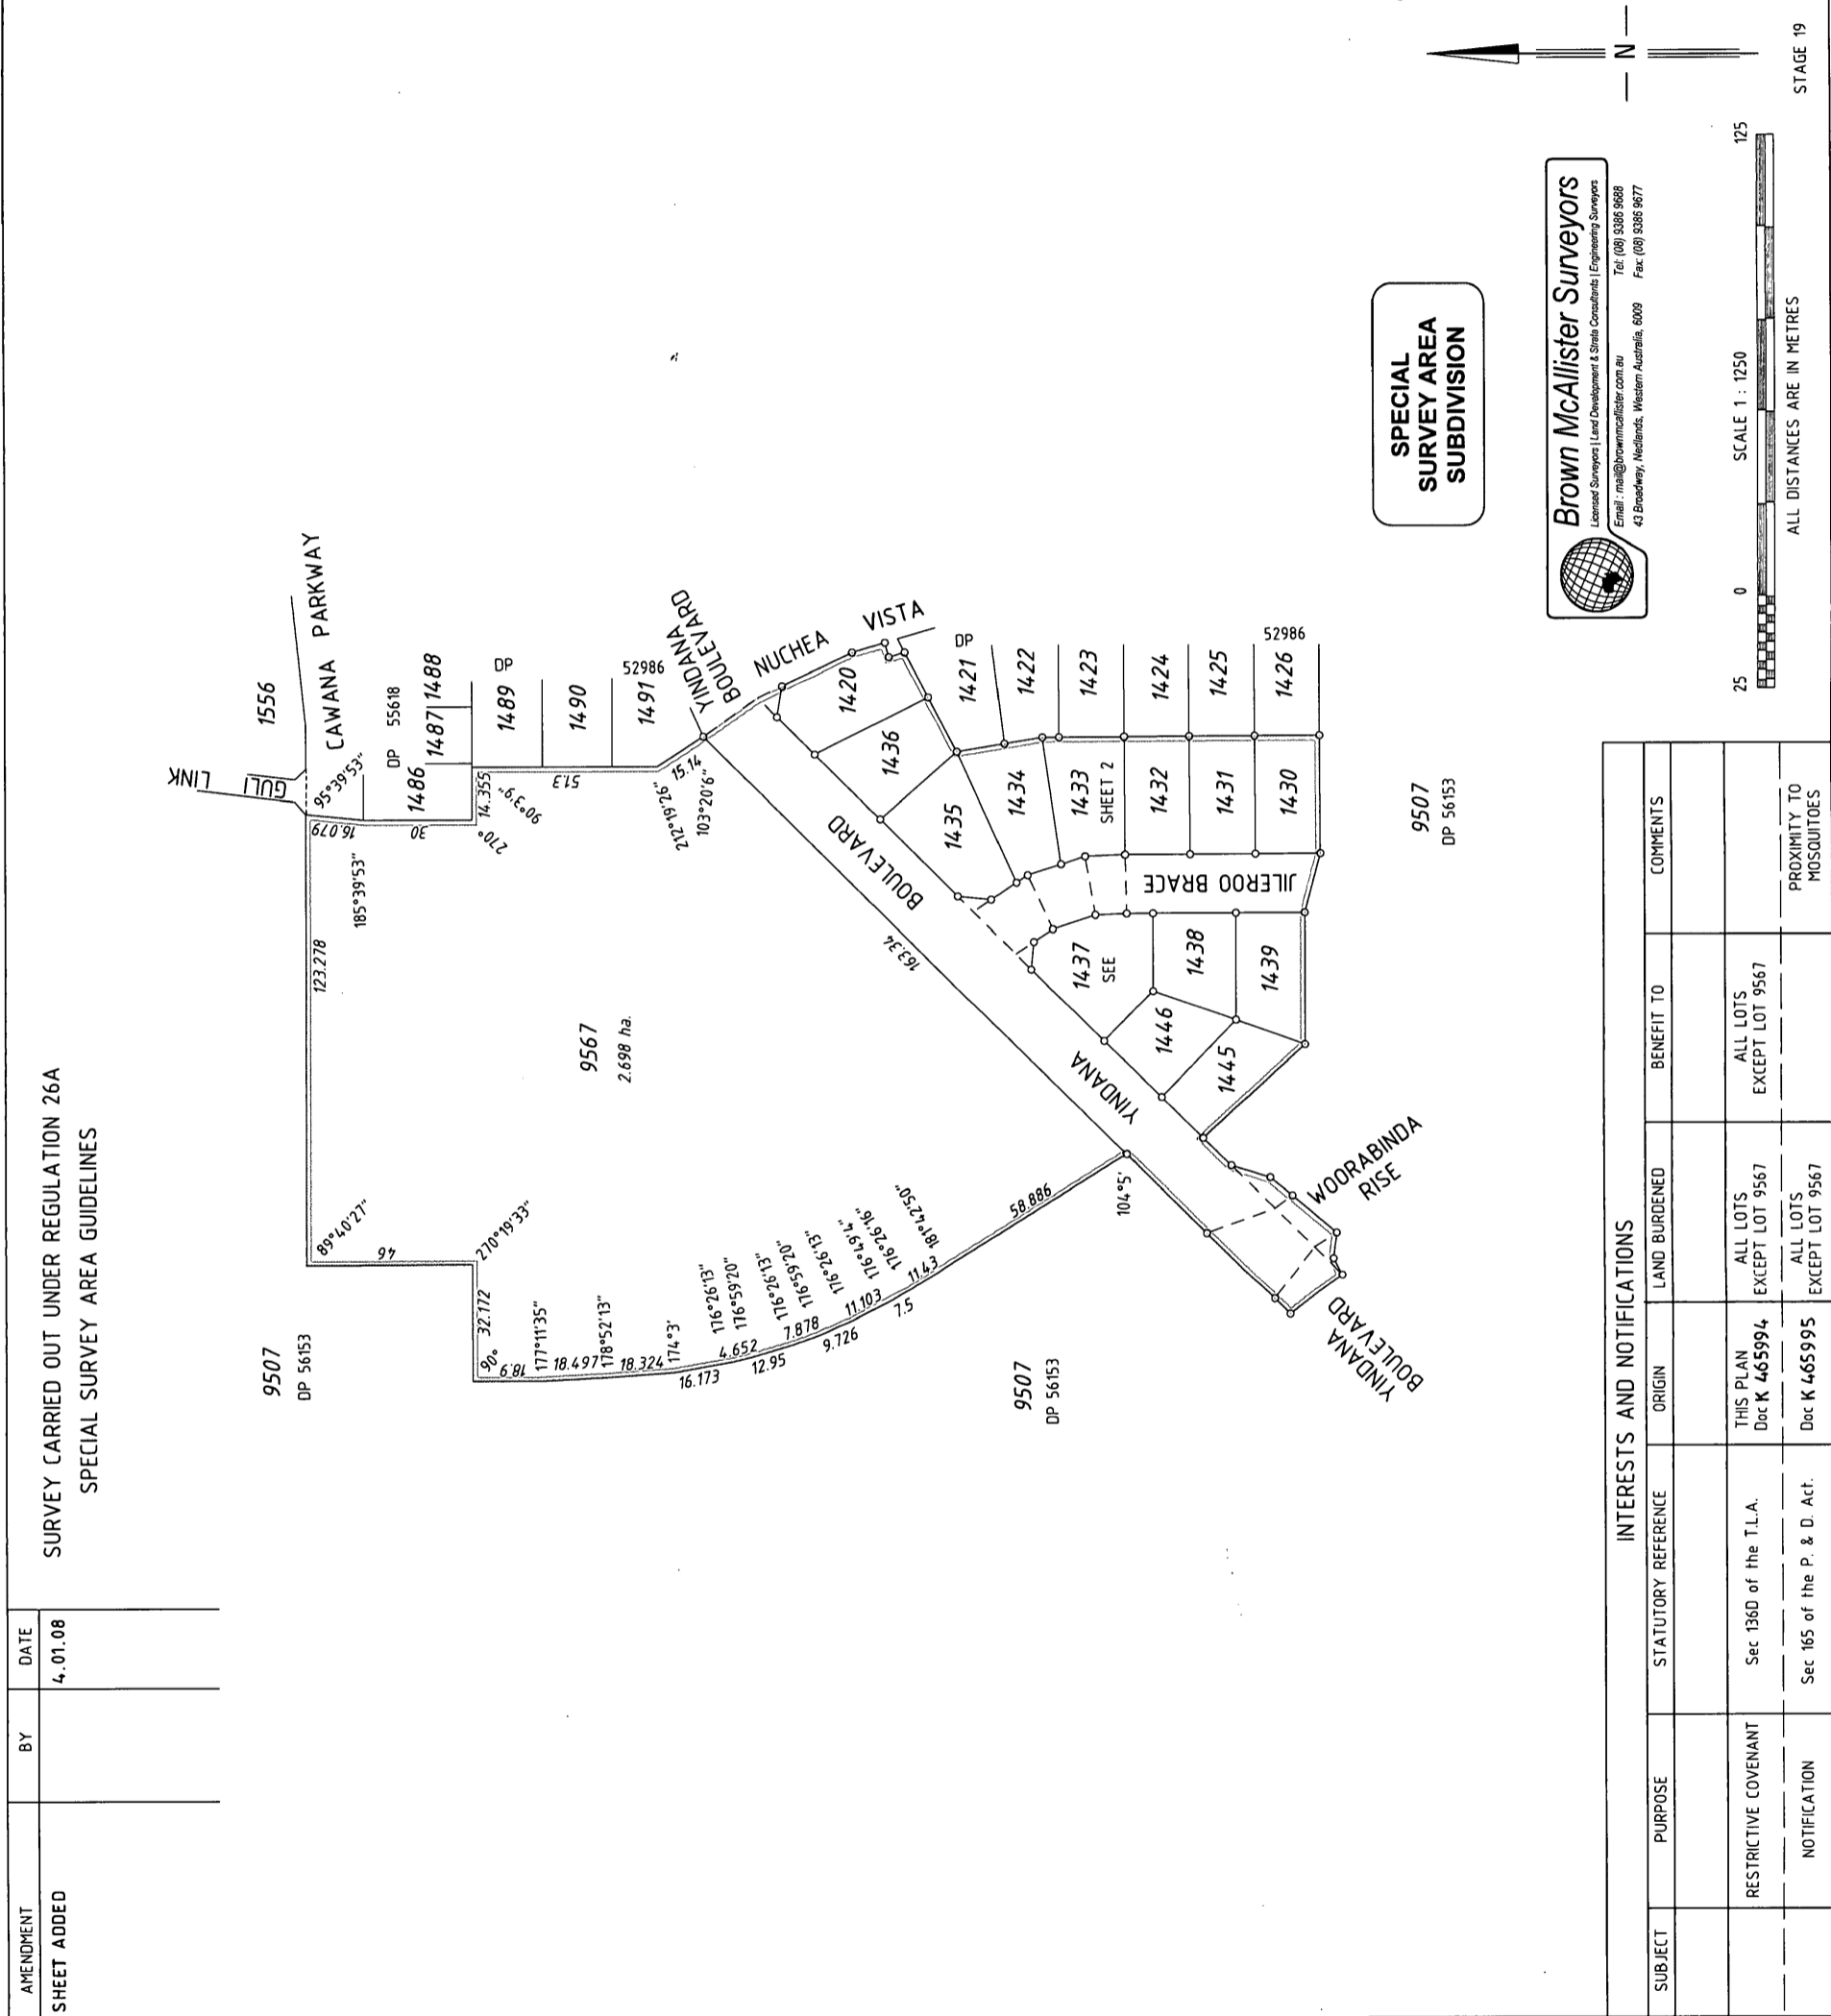 AMENDMENT BY DATE
SHEET ADDED 4.01.08
SURVEY CARRIED OUT UNDER REGULATION 26A
SPECIAL SURVEY AREA GUIDELINES
9507
DP 56153
1556
GULI LINK
CAWANA PARKWAY
95°39'53"
16.079
185°39'53"
123.278
30
DP 55618
1486
1487
1488
14.355
270°
90°3'9"
DP
1489
1490
1491
52986
51.3
15.14
212°19'26"
103°20'6"
YINDANA
BOULEVARD
NUCHEA VISTA
89°40'27"
46
270°19'33"
32.172
90°
18.9
177°11'35"
18.497
178°52'13"
18.324
174°3'
16.173
176°26'13"
4.652
176°59'20"
12.95
176°26'13"
7.878
176°59'20"
9.726
176°26'13"
11.103
176°49'4"
7.5
176°26'16"
11.43
181°42'50"
58.886
104°5'
9567
2.698 ha.
163.34
YINDANA BOULEVARD
1420
1436
1435
1434
1433
SHEET 2
1432
1431
1430
DP
1421
1422
1423
1424
1425
1426
52986
JILEROO BRACE
1437
SEE
1438
1439
1446
1445
WOORABINDA
RISE
YINDANA
BOULEVARD
9507
DP 56153
9507
DP 56153
SPECIAL
SURVEY AREA
SUBDIVISION
Brown McAllister Surveyors
Licensed Surveyors | Land Development & Strata Consultants | Engineering Surveyors
Email : mail@brownmcallister.com.au Tel: (08) 9386 9688
43 Broadway, Nedlands, Western Australia, 6009 Fax: (08) 9386 9677
N
25 0 SCALE 1 : 1250 125
ALL DISTANCES ARE IN METRES
STAGE 19
INTERESTS AND NOTIFICATIONS
SUBJECT PURPOSE STATUTORY REFERENCE ORIGIN LAND BURDENED BENEFIT TO COMMENTS
RESTRICTIVE COVENANT Sec 136D of the T.L.A. THIS PLAN Doc K 465994 ALL LOTS EXCEPT LOT 9567 ALL LOTS EXCEPT LOT 9567
NOTIFICATION Sec 165 of the P. & D. Act. Doc K 465995 ALL LOTS EXCEPT LOT 9567 PROXIMITY TO MOSQUITOES